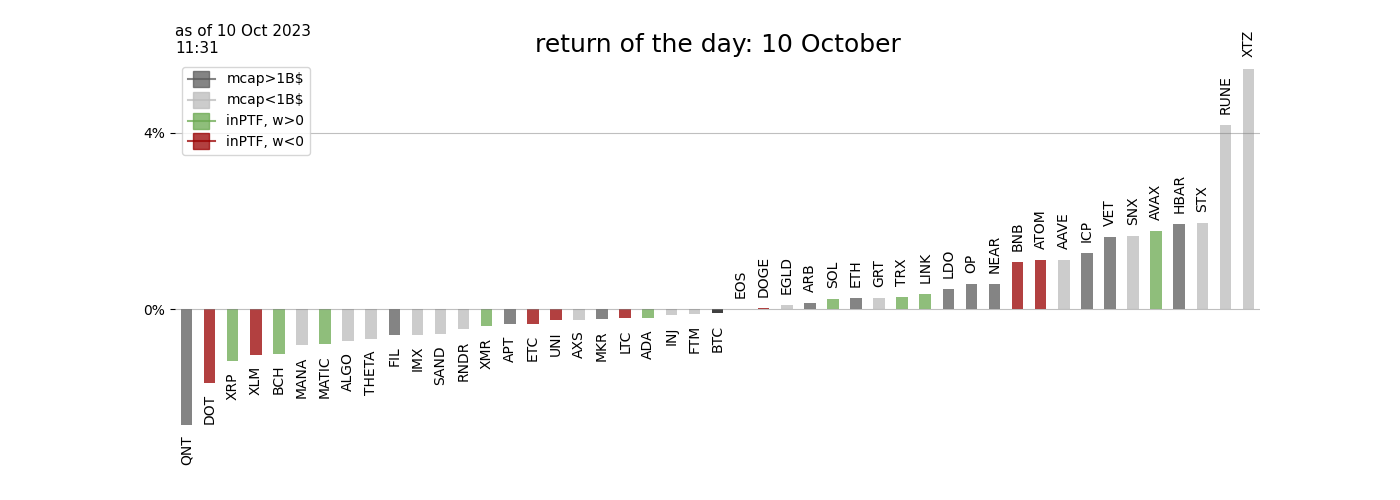 as of 10 Oct 2023
11:31
return of the day: 10 October
mcap>1B$
mcap<1B$
inPTF, w>0
inPTF, w<0
4%
0%
QNT
DOT
XRP
XLM
BCH
MANA
MATIC
ALGO
THETA
FIL
IMX
SAND
RNDR
XMR
APT
ETC
UNI
AXS
MKR
LTC
ADA
INJ
FTM
BTC
EOS
DOGE
EGLD
ARB
SOL
ETH
GRT
TRX
LINK
LDO
OP
NEAR
BNB
ATOM
AAVE
ICP
VET
SNX
AVAX
HBAR
STX
RUNE
XTZ